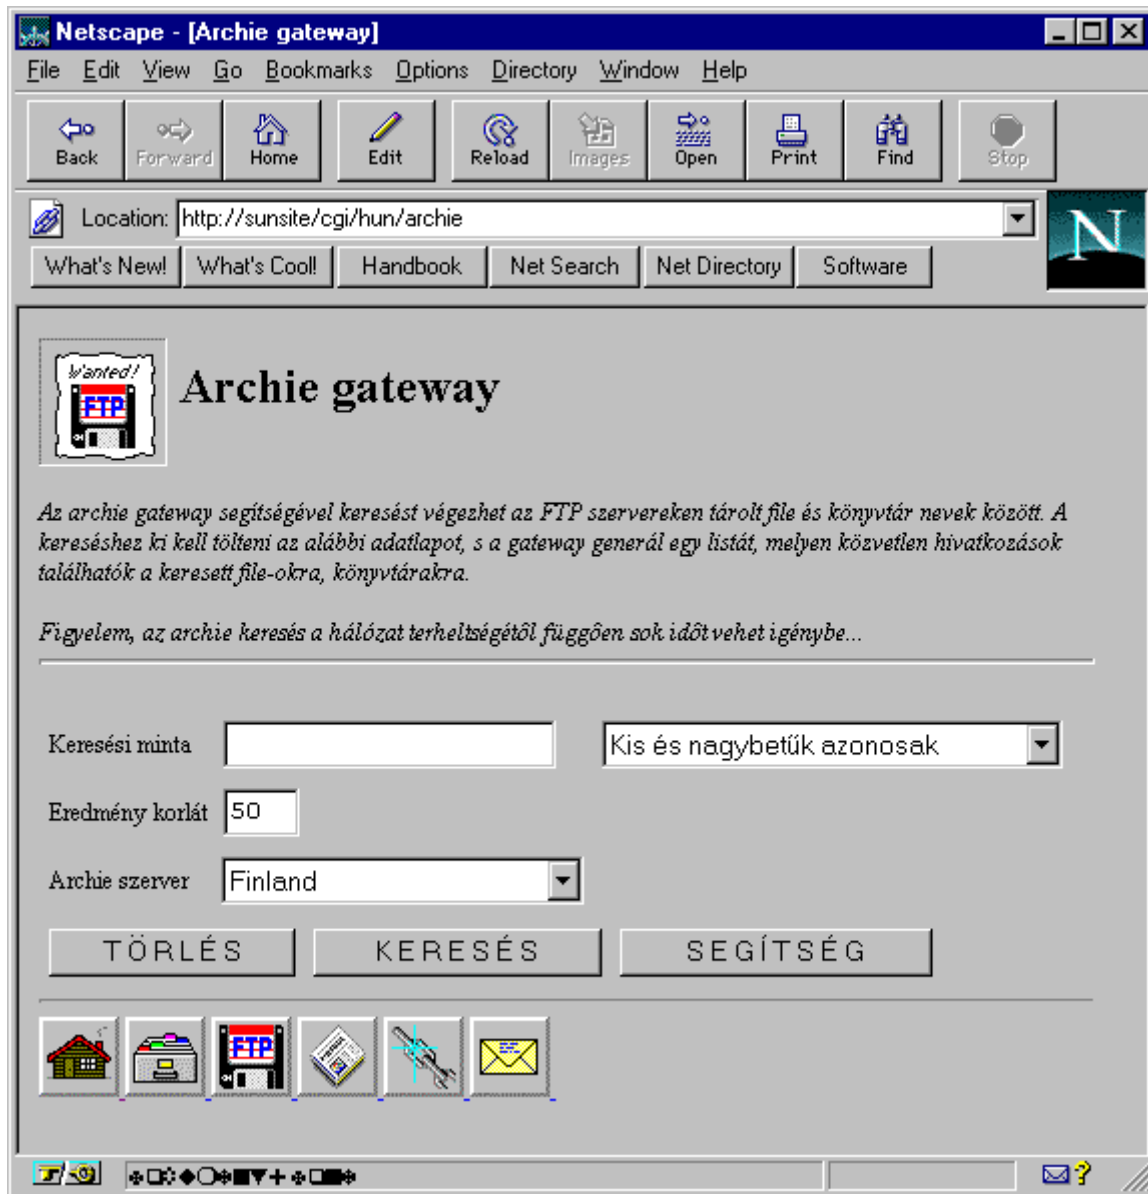 Netscape - [Archie gateway]
File Edit View Go Bookmarks Options Directory Window Help
Back Forward Home Edit Reload Images Open Print Find Stop
Location: http://sunsite/cgi/hun/archie
N
What's New! What's Cool! Handbook Net Search Net Directory Software
Wanted!
FTP
Archie gateway
Az archie gateway segítségével keresést végezhet az FTP szervereken tárolt file és könyvtár nevek között. A
kereséshez ki kell tölteni az alábbi adatlapot, s a gateway generál egy listát, melyen közvetlen hivatkozások
találhatók a keresett file-okra, könyvtárakra.
Figyelem, az archie keresés a hálózat terheltségétôl függôen sok idôt vehet igénybe...
Keresési minta Kis és nagybetűk azonosak
Eredmény korlát 50
Archie szerver Finland
TÖRLÉS KERESÉS SEGÍTSÉG
FTP